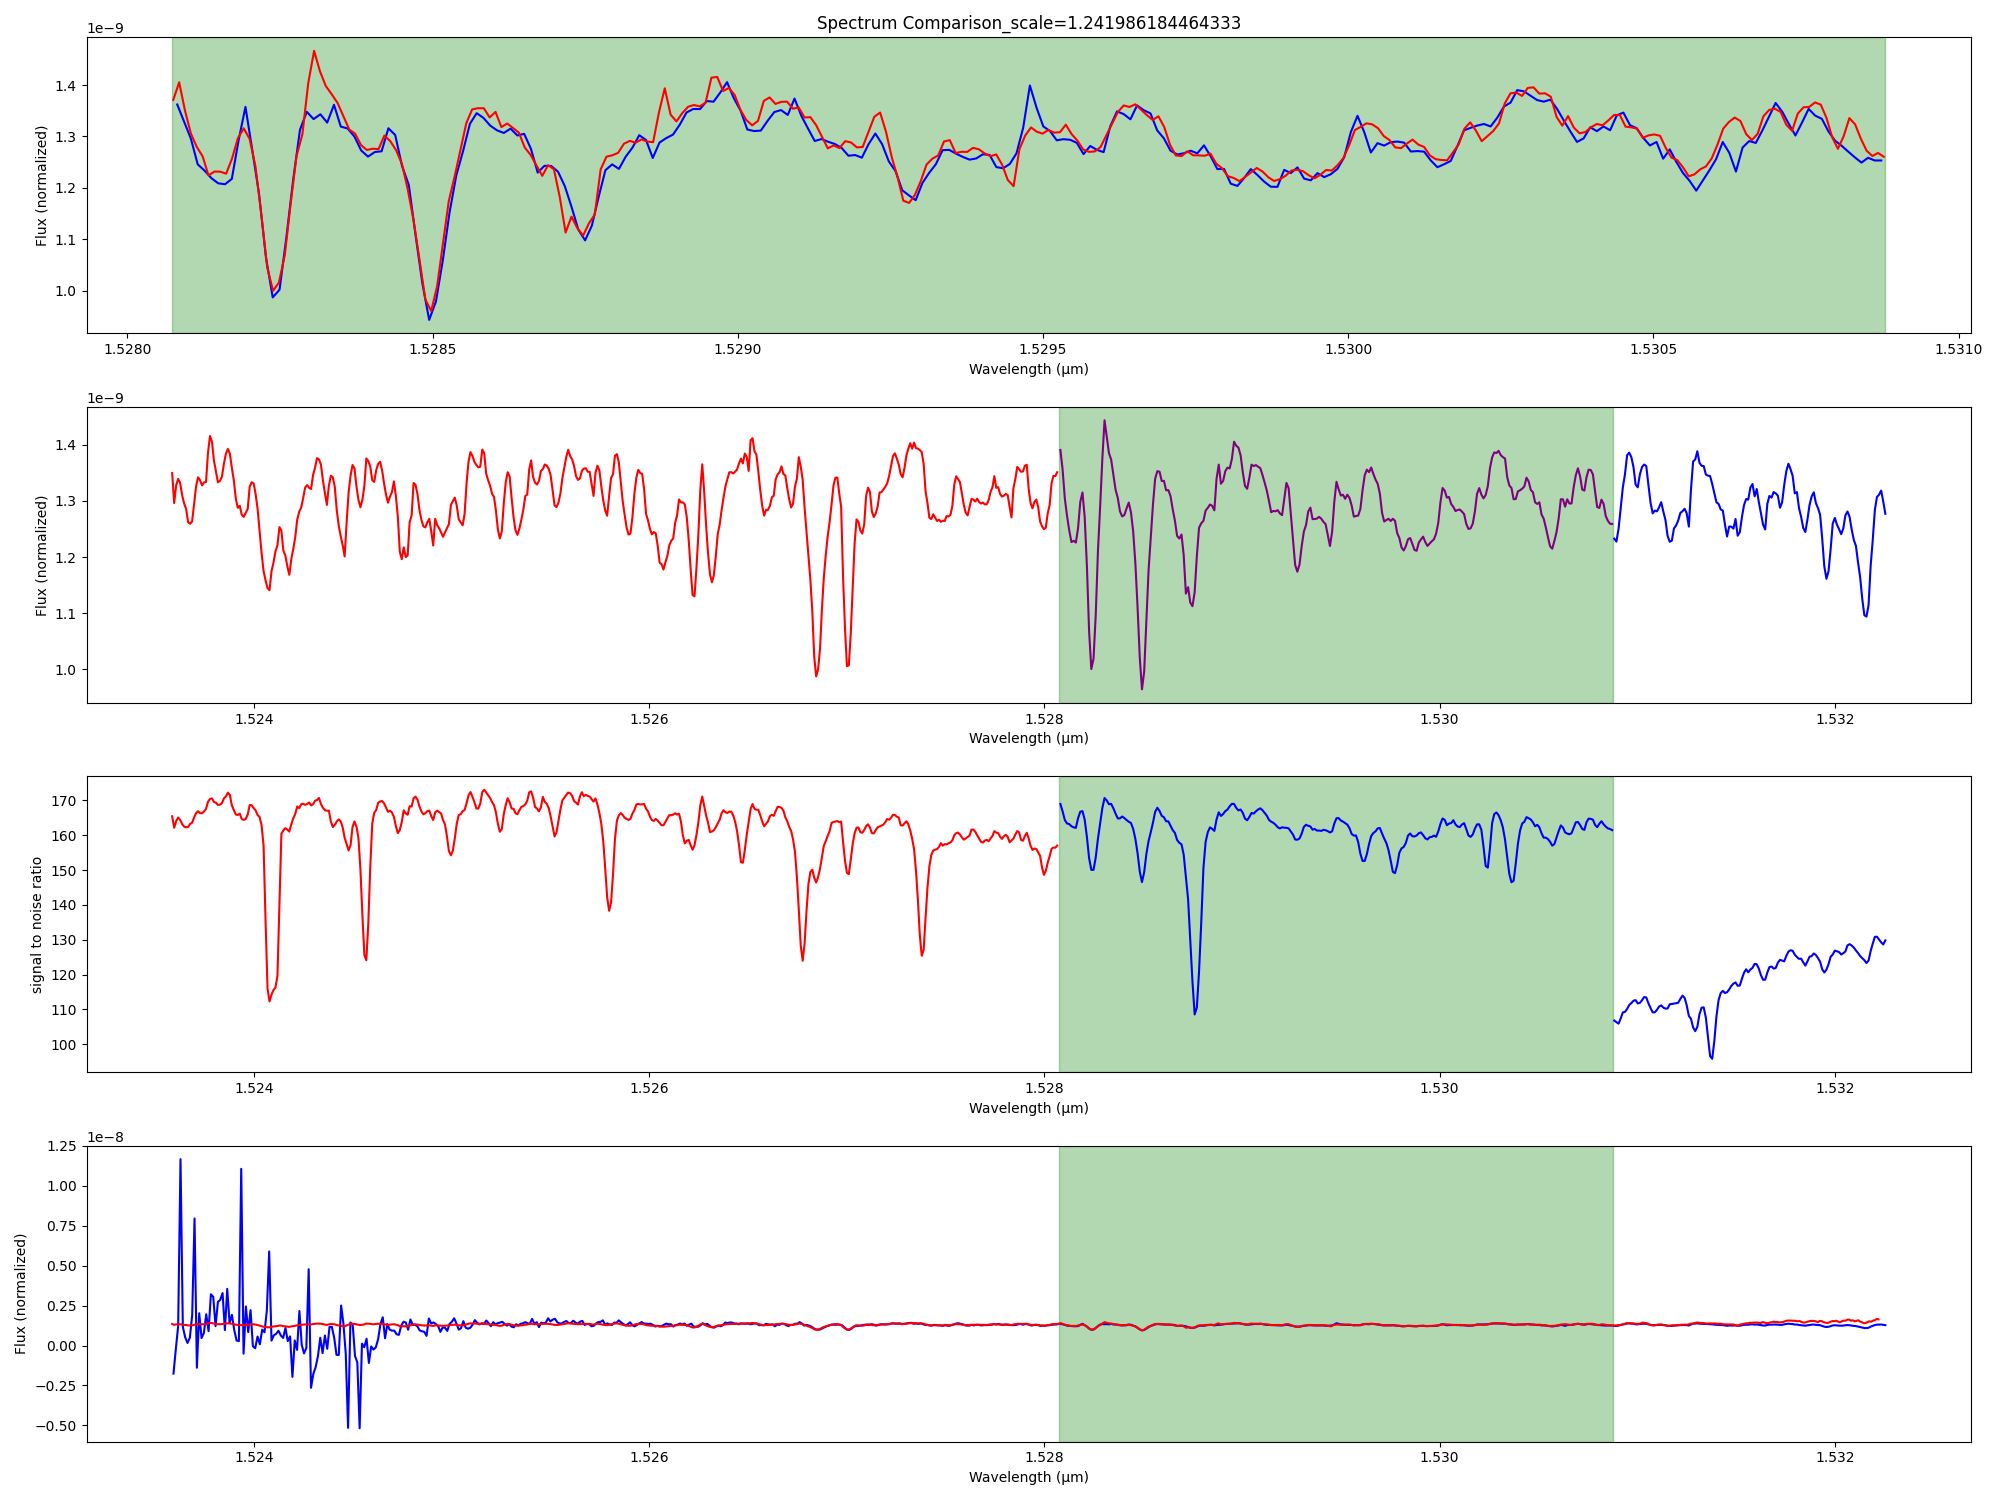 Spectrum Comparison_scale=1.241986184464333
1e−9
Flux (normalized)
1.4
1.3
1.2
1.1
1.0
1.5280 1.5285 1.5290 1.5295 1.5300 1.5305 1.5310
Wavelength (μm)
1e−9
Flux (normalized)
1.4
1.3
1.2
1.1
1.0
1.524 1.526 1.528 1.530 1.532
Wavelength (μm)
signal to noise ratio
170
160
150
140
130
120
110
100
1.524 1.526 1.528 1.530 1.532
Wavelength (μm)
1e−8
Flux (normalized)
1.25
1.00
0.75
0.50
0.25
0.00
−0.25
−0.50
1.524 1.526 1.528 1.530 1.532
Wavelength (μm)